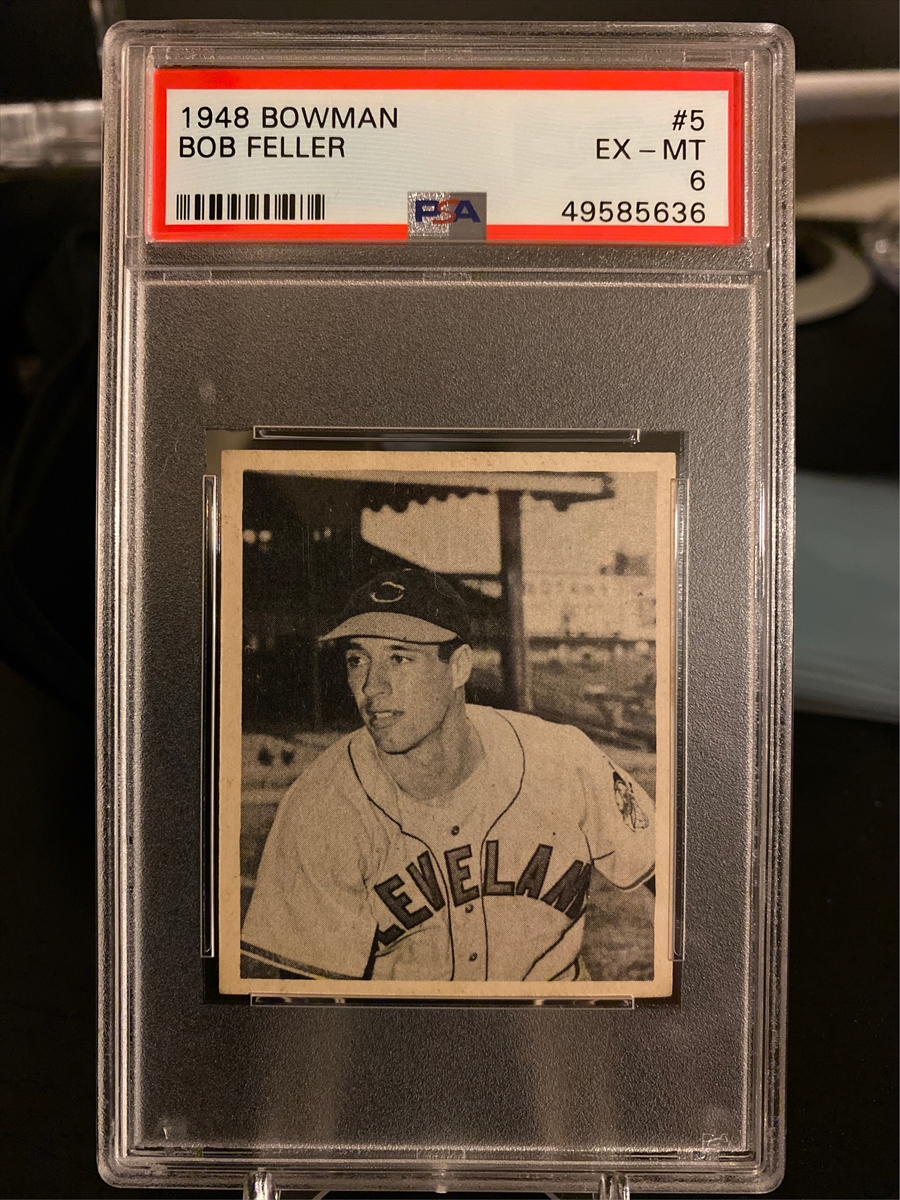 1948 BOWMAN #5
BOB FELLER EX – MT
6
PSA 49585636
C
LEVELAN